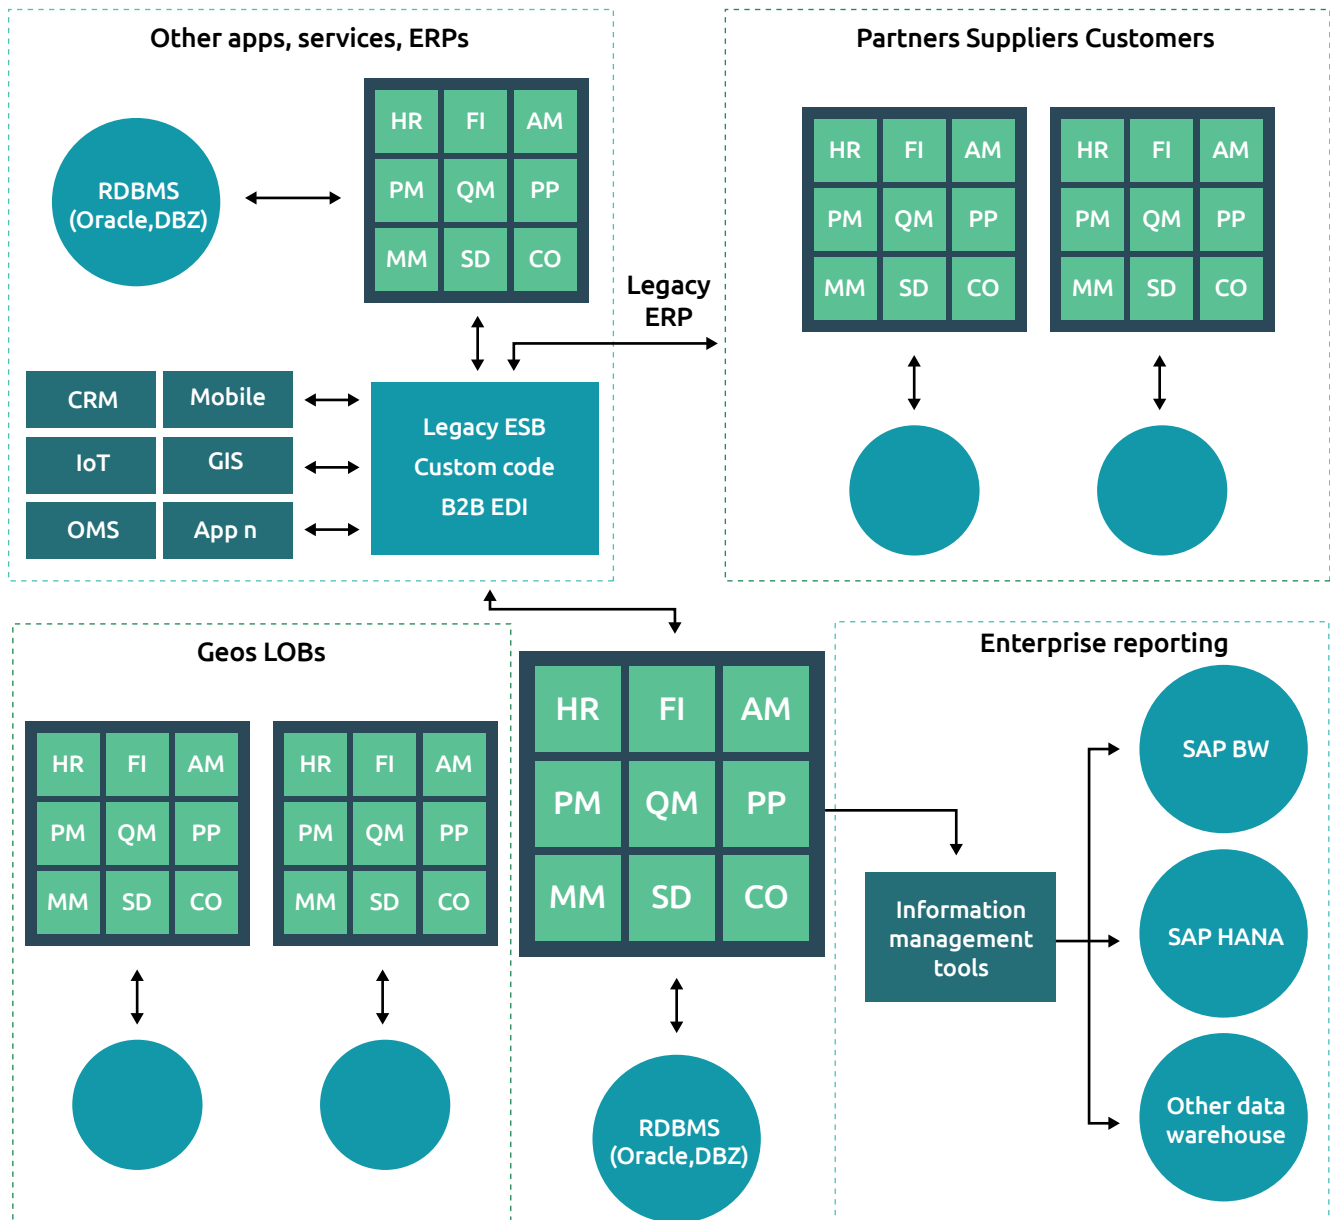 Other apps, services, ERPs
HR FI AM
PM QM PP
MM SD CO
RDBMS
(Oracle,DBZ)
CRM Mobile
IoT GIS
OMS App n
Legacy ESB
Custom code
B2B EDI
Legacy
ERP
Partners Suppliers Customers
HR FI AM
PM QM PP
MM SD CO
HR FI AM
PM QM PP
MM SD CO
Geos LOBs
HR FI AM
PM QM PP
MM SD CO
HR FI AM
PM QM PP
MM SD CO
HR FI AM
PM QM PP
MM SD CO
RDBMS
(Oracle,DBZ)
Enterprise reporting
Information
management
tools
SAP BW
SAP HANA
Other data
warehouse